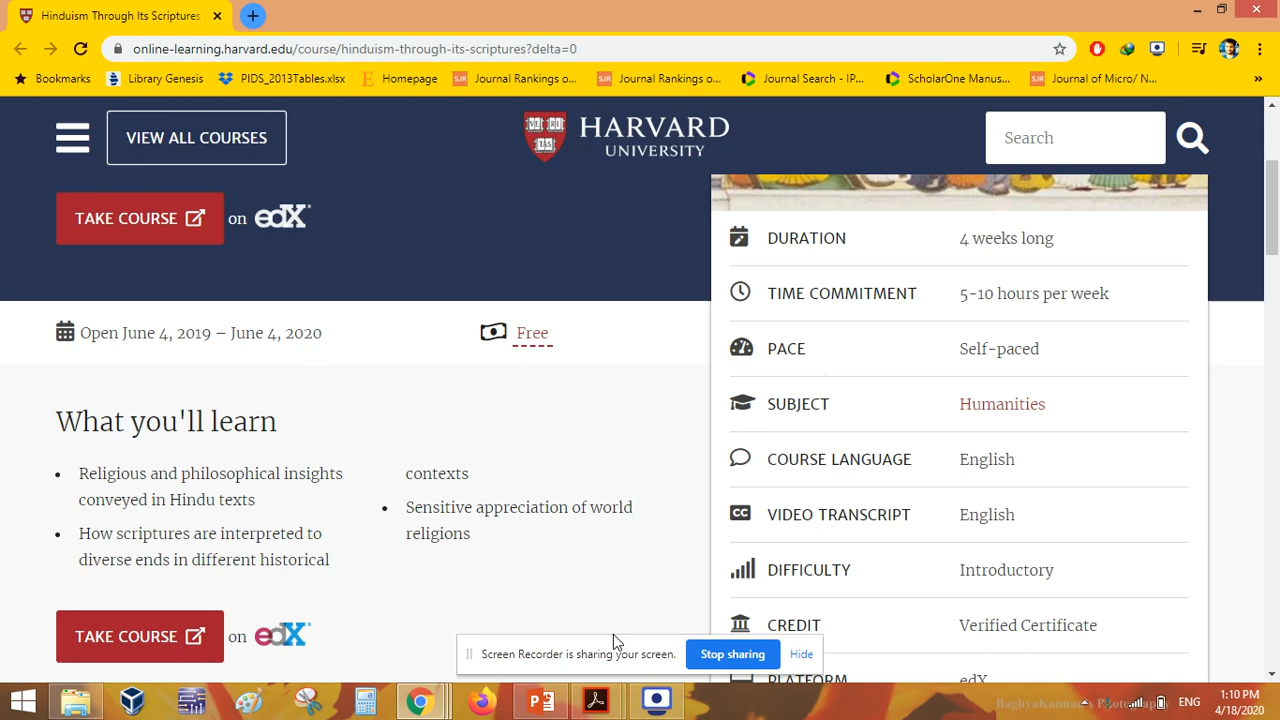 Hinduism Through Its Scriptures
online-learning.harvard.edu/course/hinduism-through-its-scriptures?delta=0
Bookmarks
Library Genesis
PIDS_2013Tables.xlsx
Homepage
Journal Rankings o...
Journal Rankings o...
Journal Search - IP...
ScholarOne Manus...
Journal of Micro/ N...
»
VIEW ALL COURSES
HARVARD
UNIVERSITY
Search
TAKE COURSE
on edX
DURATION 4 weeks long
TIME COMMITMENT 5-10 hours per week
PACE Self-paced
SUBJECT Humanities
COURSE LANGUAGE English
VIDEO TRANSCRIPT English
DIFFICULTY Introductory
CREDIT Verified Certificate
PLATFORM edX
Open June 4, 2019 – June 4, 2020
Free
What you'll learn
• Religious and philosophical insights
conveyed in Hindu texts
• How scriptures are interpreted to
diverse ends in different historical
contexts
• Sensitive appreciation of world
religions
TAKE COURSE
on edX
Screen Recorder is sharing your screen.
Stop sharing
Hide
ENG
1:10 PM
4/18/2020